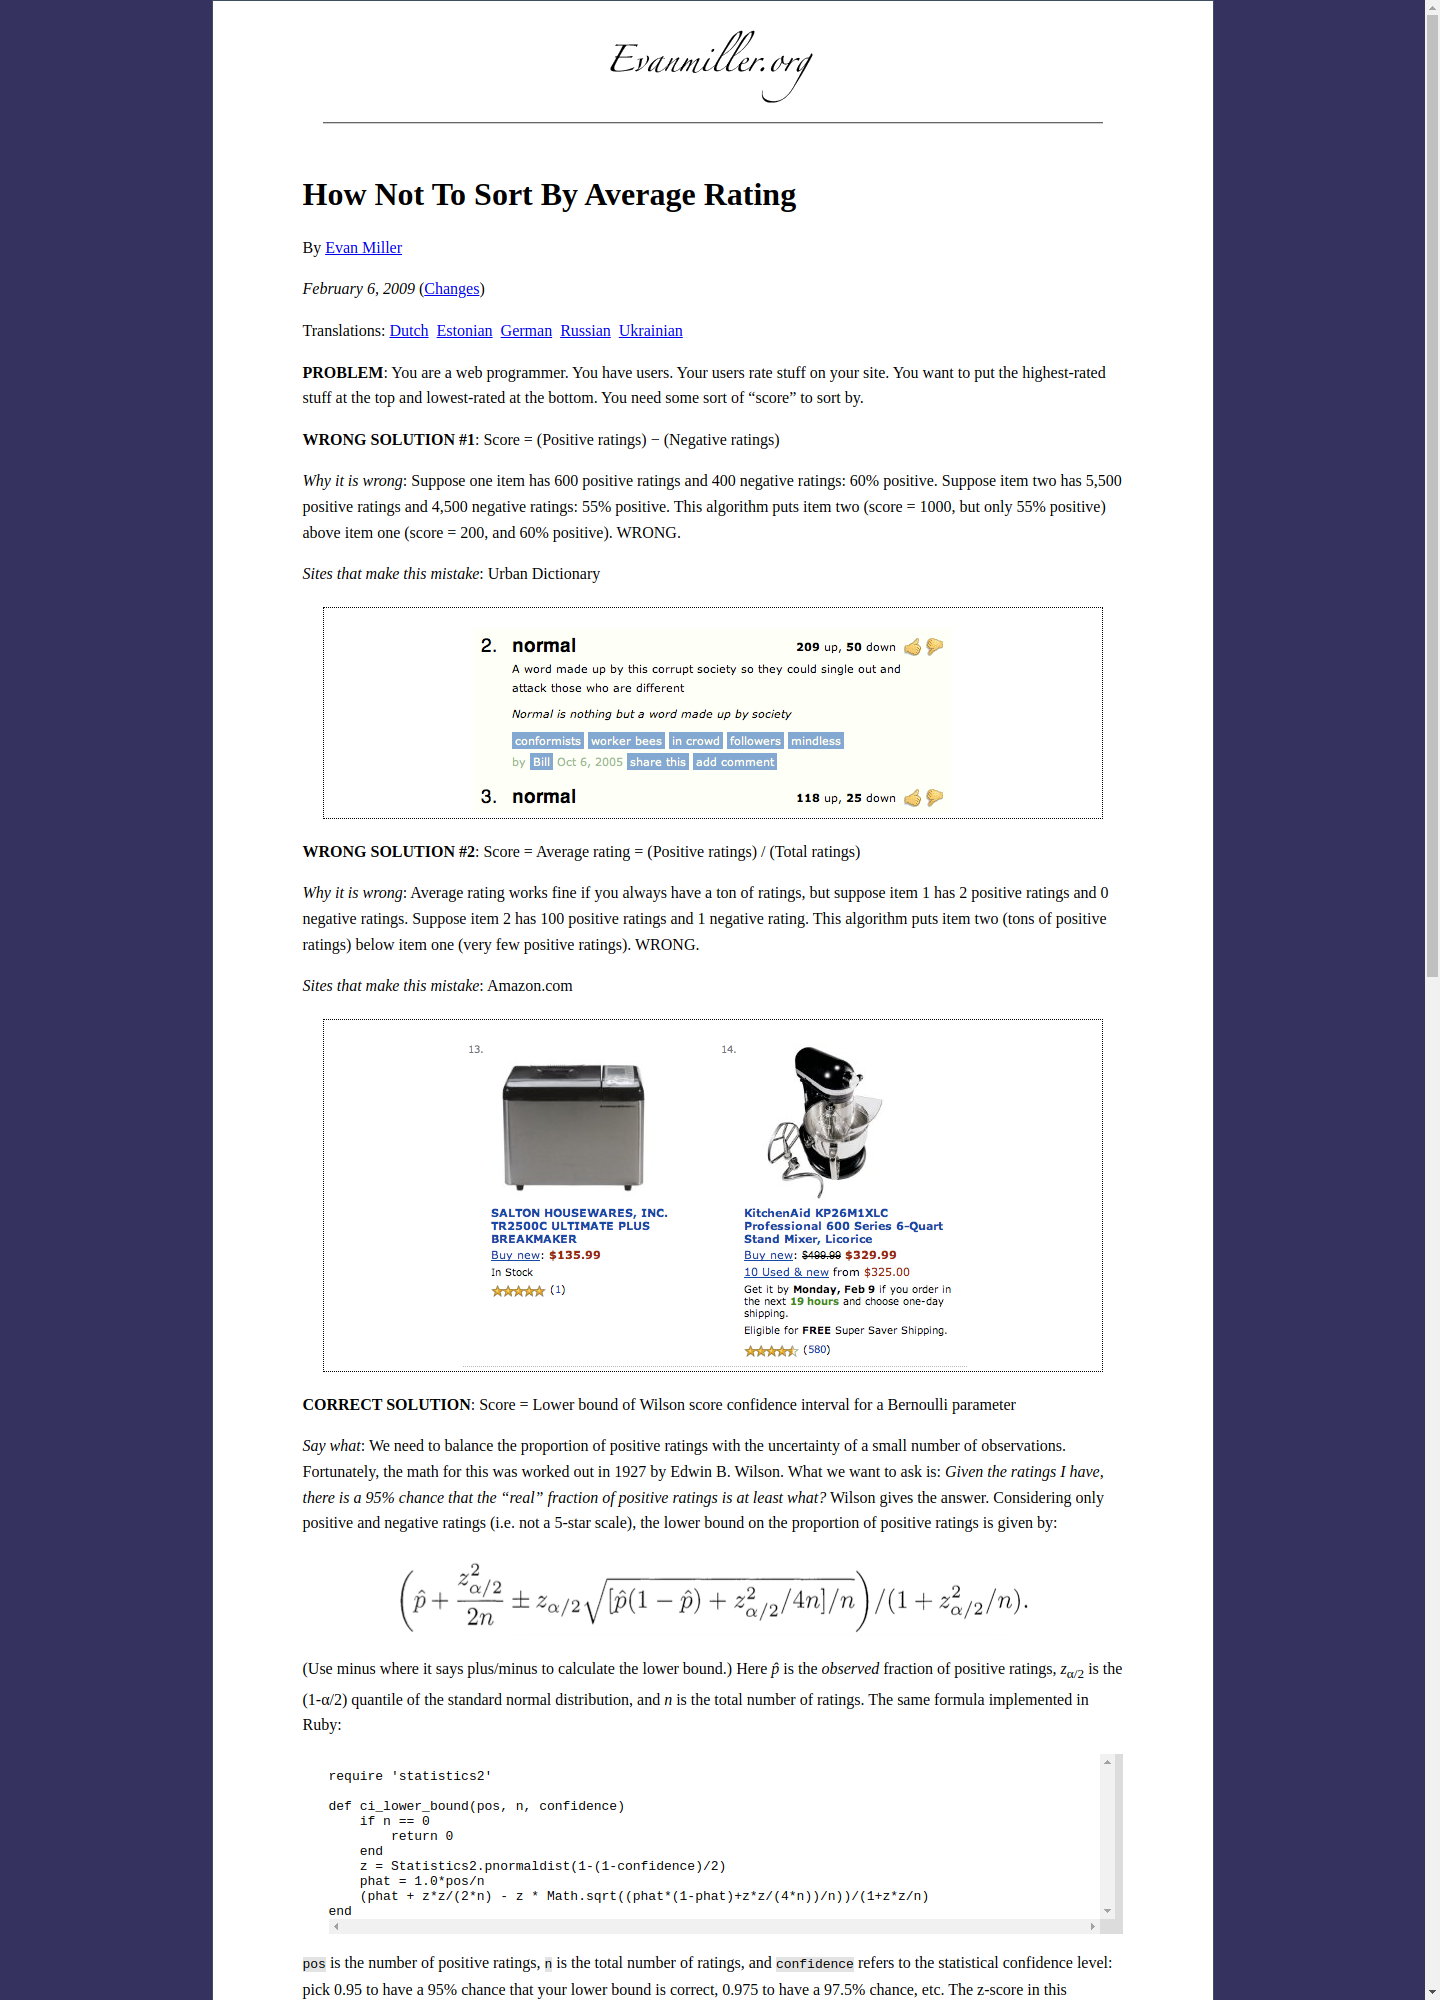 Evanmiller.org
How Not To Sort By Average Rating
By Evan Miller
February 6, 2009 (Changes)
Translations: Dutch Estonian German Russian Ukrainian
PROBLEM: You are a web programmer. You have users. Your users rate stuff on your site. You want to put the highest-rated
stuff at the top and lowest-rated at the bottom. You need some sort of “score” to sort by.
WRONG SOLUTION #1: Score = (Positive ratings) − (Negative ratings)
Why it is wrong: Suppose one item has 600 positive ratings and 400 negative ratings: 60% positive. Suppose item two has 5,500
positive ratings and 4,500 negative ratings: 55% positive. This algorithm puts item two (score = 1000, but only 55% positive)
above item one (score = 200, and 60% positive). WRONG.
Sites that make this mistake: Urban Dictionary
2. normal 209 up, 50 down
A word made up by this corrupt society so they could single out and
attack those who are different
Normal is nothing but a word made up by society
conformists worker bees in crowd followers mindless
by Bill Oct 6, 2005 share this add comment
3. normal 118 up, 25 down
WRONG SOLUTION #2: Score = Average rating = (Positive ratings) / (Total ratings)
Why it is wrong: Average rating works fine if you always have a ton of ratings, but suppose item 1 has 2 positive ratings and 0
negative ratings. Suppose item 2 has 100 positive ratings and 1 negative rating. This algorithm puts item two (tons of positive
ratings) below item one (very few positive ratings). WRONG.
Sites that make this mistake: Amazon.com
13.
SALTON HOUSEWARES, INC.
TR2500C ULTIMATE PLUS
BREAKMAKER
Buy new: $135.99
In Stock
(1)
14.
KitchenAid KP26M1XLC
Professional 600 Series 6-Quart
Stand Mixer, Licorice
Buy new: $499.99 $329.99
10 Used & new from $325.00
Get it by Monday, Feb 9 if you order in
the next 19 hours and choose one-day
shipping.
Eligible for FREE Super Saver Shipping.
(580)
CORRECT SOLUTION: Score = Lower bound of Wilson score confidence interval for a Bernoulli parameter
Say what: We need to balance the proportion of positive ratings with the uncertainty of a small number of observations.
Fortunately, the math for this was worked out in 1927 by Edwin B. Wilson. What we want to ask is: Given the ratings I have,
there is a 95% chance that the “real” fraction of positive ratings is at least what? Wilson gives the answer. Considering only
positive and negative ratings (i.e. not a 5-star scale), the lower bound on the proportion of positive ratings is given by:
(p̂ + z²α/2 / 2n ± zα/2 √[p̂(1 − p̂) + z²α/2/4n]/n) / (1 + z²α/2/n).
(Use minus where it says plus/minus to calculate the lower bound.) Here p̂ is the observed fraction of positive ratings, zα/2 is the
(1-α/2) quantile of the standard normal distribution, and n is the total number of ratings. The same formula implemented in
Ruby:
require 'statistics2'
def ci_lower_bound(pos, n, confidence)
if n == 0
return 0
end
z = Statistics2.pnormaldist(1-(1-confidence)/2)
phat = 1.0*pos/n
(phat + z*z/(2*n) - z * Math.sqrt((phat*(1-phat)+z*z/(4*n))/n))/(1+z*z/n)
end
pos is the number of positive ratings, n is the total number of ratings, and confidence refers to the statistical confidence level:
pick 0.95 to have a 95% chance that your lower bound is correct, 0.975 to have a 97.5% chance, etc. The z-score in this